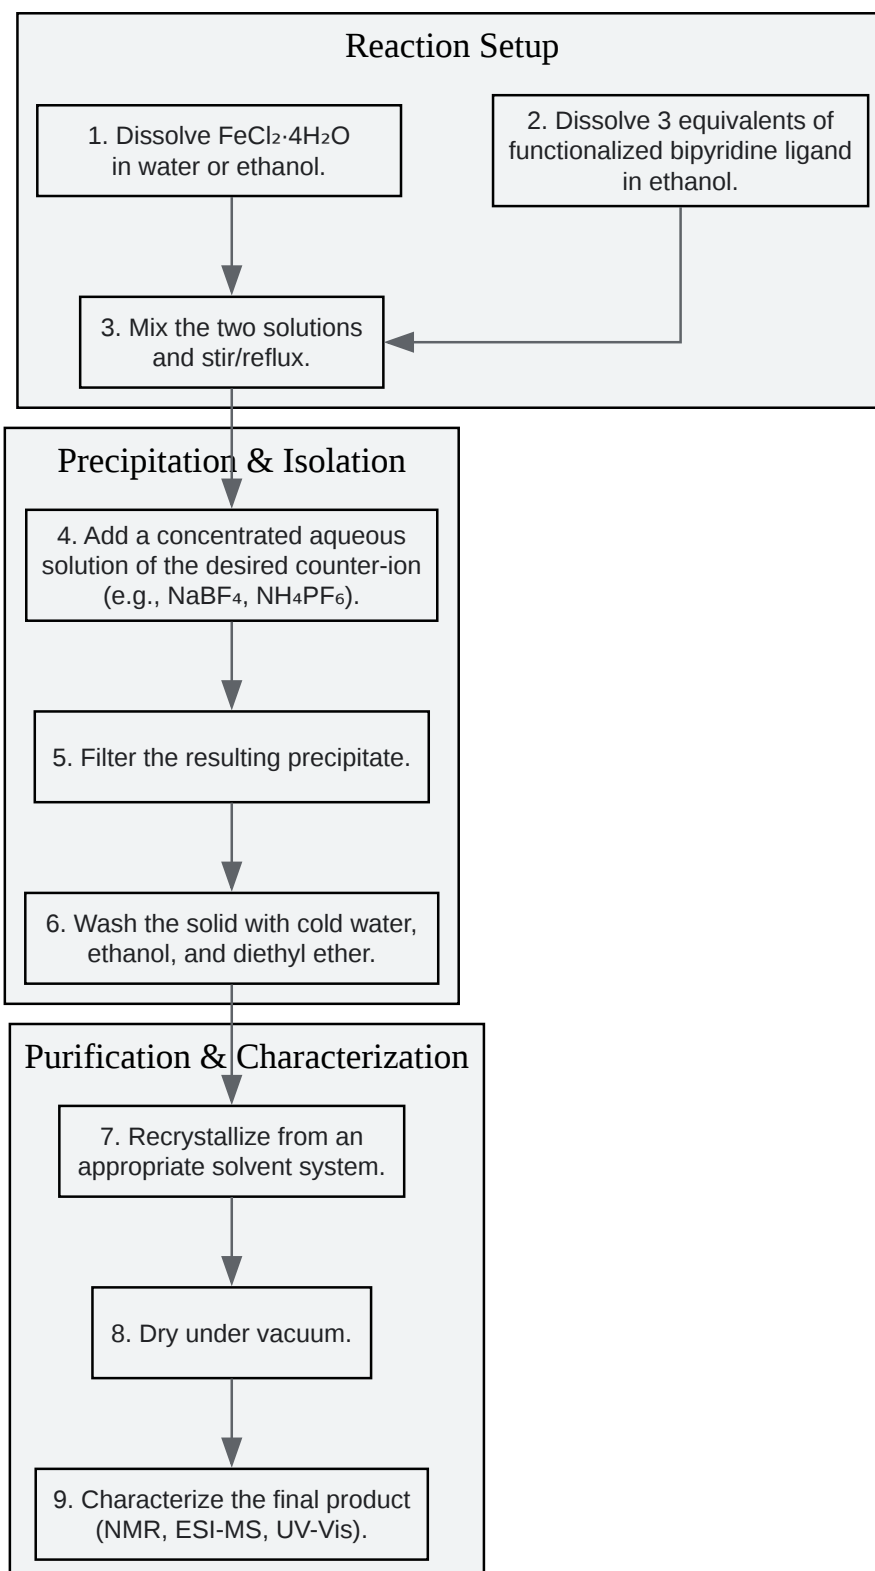 Reaction Setup
1. Dissolve FeCl₂·4H₂O
in water or ethanol.
2. Dissolve 3 equivalents of
functionalized bipyridine ligand
in ethanol.
3. Mix the two solutions
and stir/reflux.
Precipitation & Isolation
4. Add a concentrated aqueous
solution of the desired counter-ion
(e.g., NaBF₄, NH₄PF₆).
5. Filter the resulting precipitate.
6. Wash the solid with cold water,
ethanol, and diethyl ether.
Purification & Characterization
7. Recrystallize from an
appropriate solvent system.
8. Dry under vacuum.
9. Characterize the final product
(NMR, ESI-MS, UV-Vis).